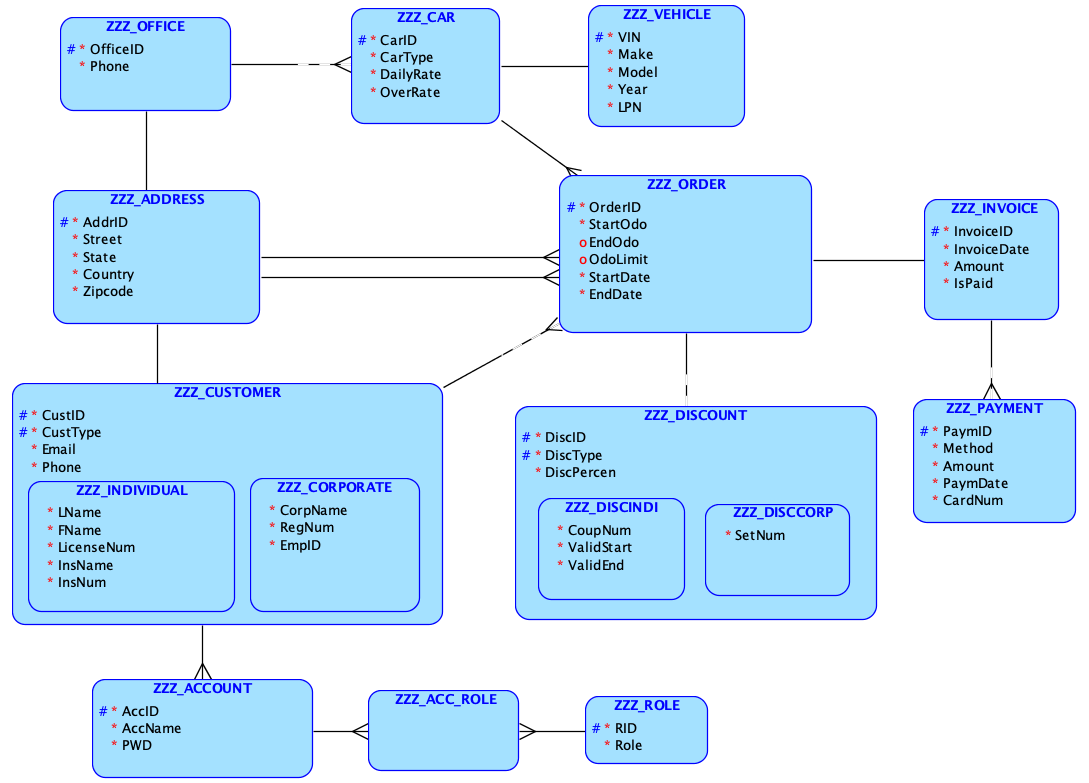 ZZZ_OFFICE
# * OfficeID
* Phone
ZZZ_CAR
# * CarID
* CarType
* DailyRate
* OverRate
ZZZ_VEHICLE
# * VIN
* Make
* Model
* Year
* LPN
ZZZ_ADDRESS
# * AddrID
* Street
* State
* Country
* Zipcode
ZZZ_ORDER
# * OrderID
* StartOdo
o EndOdo
o OdoLimit
* StartDate
* EndDate
ZZZ_INVOICE
# * InvoiceID
* InvoiceDate
* Amount
* IsPaid
ZZZ_CUSTOMER
# * CustID
# * CustType
* Email
* Phone
ZZZ_INDIVIDUAL
* LName
* FName
* LicenseNum
* InsName
* InsNum
ZZZ_CORPORATE
* CorpName
* RegNum
* EmpID
ZZZ_DISCOUNT
# * DiscID
# * DiscType
* DiscPercen
ZZZ_DISCINDI
* CoupNum
* ValidStart
* ValidEnd
ZZZ_DISCCORP
* SetNum
ZZZ_PAYMENT
# * PaymID
* Method
* Amount
* PaymDate
* CardNum
ZZZ_ACCOUNT
# * AccID
* AccName
* PWD
ZZZ_ACC_ROLE
ZZZ_ROLE
# * RID
* Role